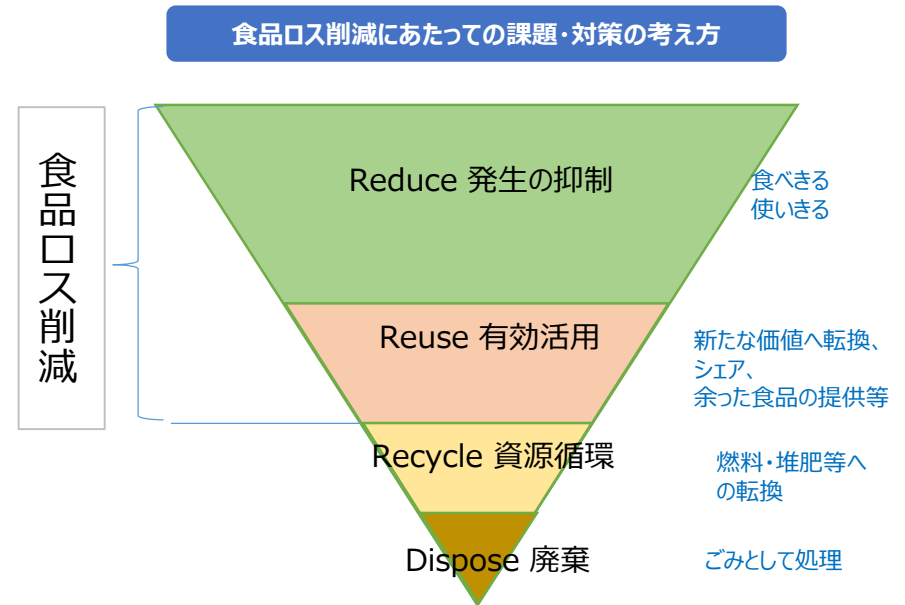 食品ロス削減にあたっての課題・対策の考え方
食品ロス削減
Reduce 発生の抑制
食べきる
使いきる
Reuse 有効活用
新たな価値へ転換、
シェア、
余った食品の提供等
Recycle 資源循環
燃料・堆肥等へ
の転換
Dispose 廃棄
ごみとして処理